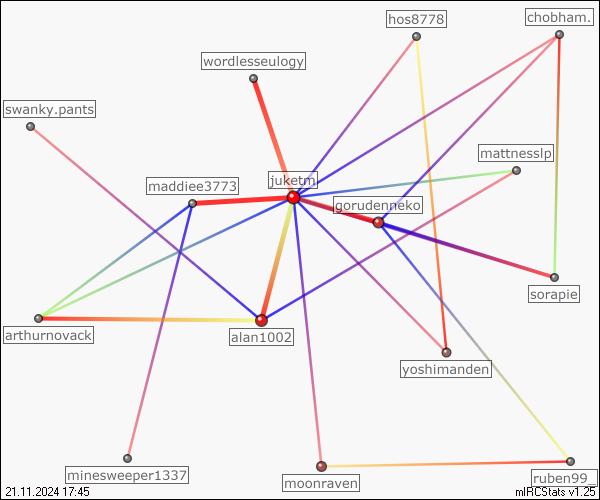 hos8778
chobham.
wordlesseulogy
swanky.pants
mattnesslp
juketm
maddiee3773
gorudenneko
sorapie
arthurnovack
alan1002
yoshimanden
minesweeper1337
moonraven
ruben99_
21.11.2024 17:45
mIRCStats v1.25